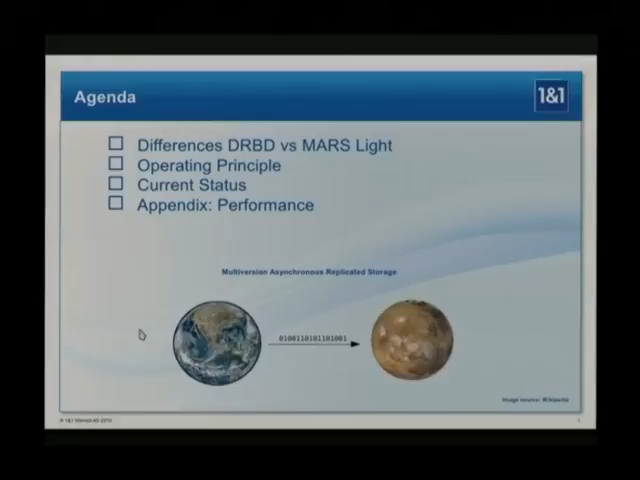 Agenda
1&1
Differences DRBD vs MARS Light
Operating Principle
Current Status
Appendix: Performance
Multiversion Asynchronous Replicated Storage
0100110101101001
Image source: Wikipedia